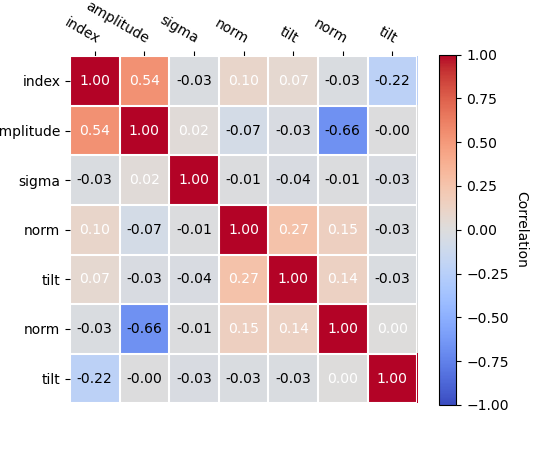 index amplitude sigma norm tilt norm tilt
index 1.00 0.54 -0.03 0.10 0.07 -0.03 -0.22
mplitude 0.54 1.00 0.02 -0.07 -0.03 -0.66 -0.00
sigma -0.03 0.02 1.00 -0.01 -0.04 -0.01 -0.03
norm 0.10 -0.07 -0.01 1.00 0.27 0.15 -0.03
tilt 0.07 -0.03 -0.04 0.27 1.00 0.14 -0.03
norm -0.03 -0.66 -0.01 0.15 0.14 1.00 0.00
tilt -0.22 -0.00 -0.03 -0.03 -0.03 0.00 1.00
1.00
0.75
0.50
0.25
0.00
−0.25
−0.50
−0.75
−1.00
Correlation